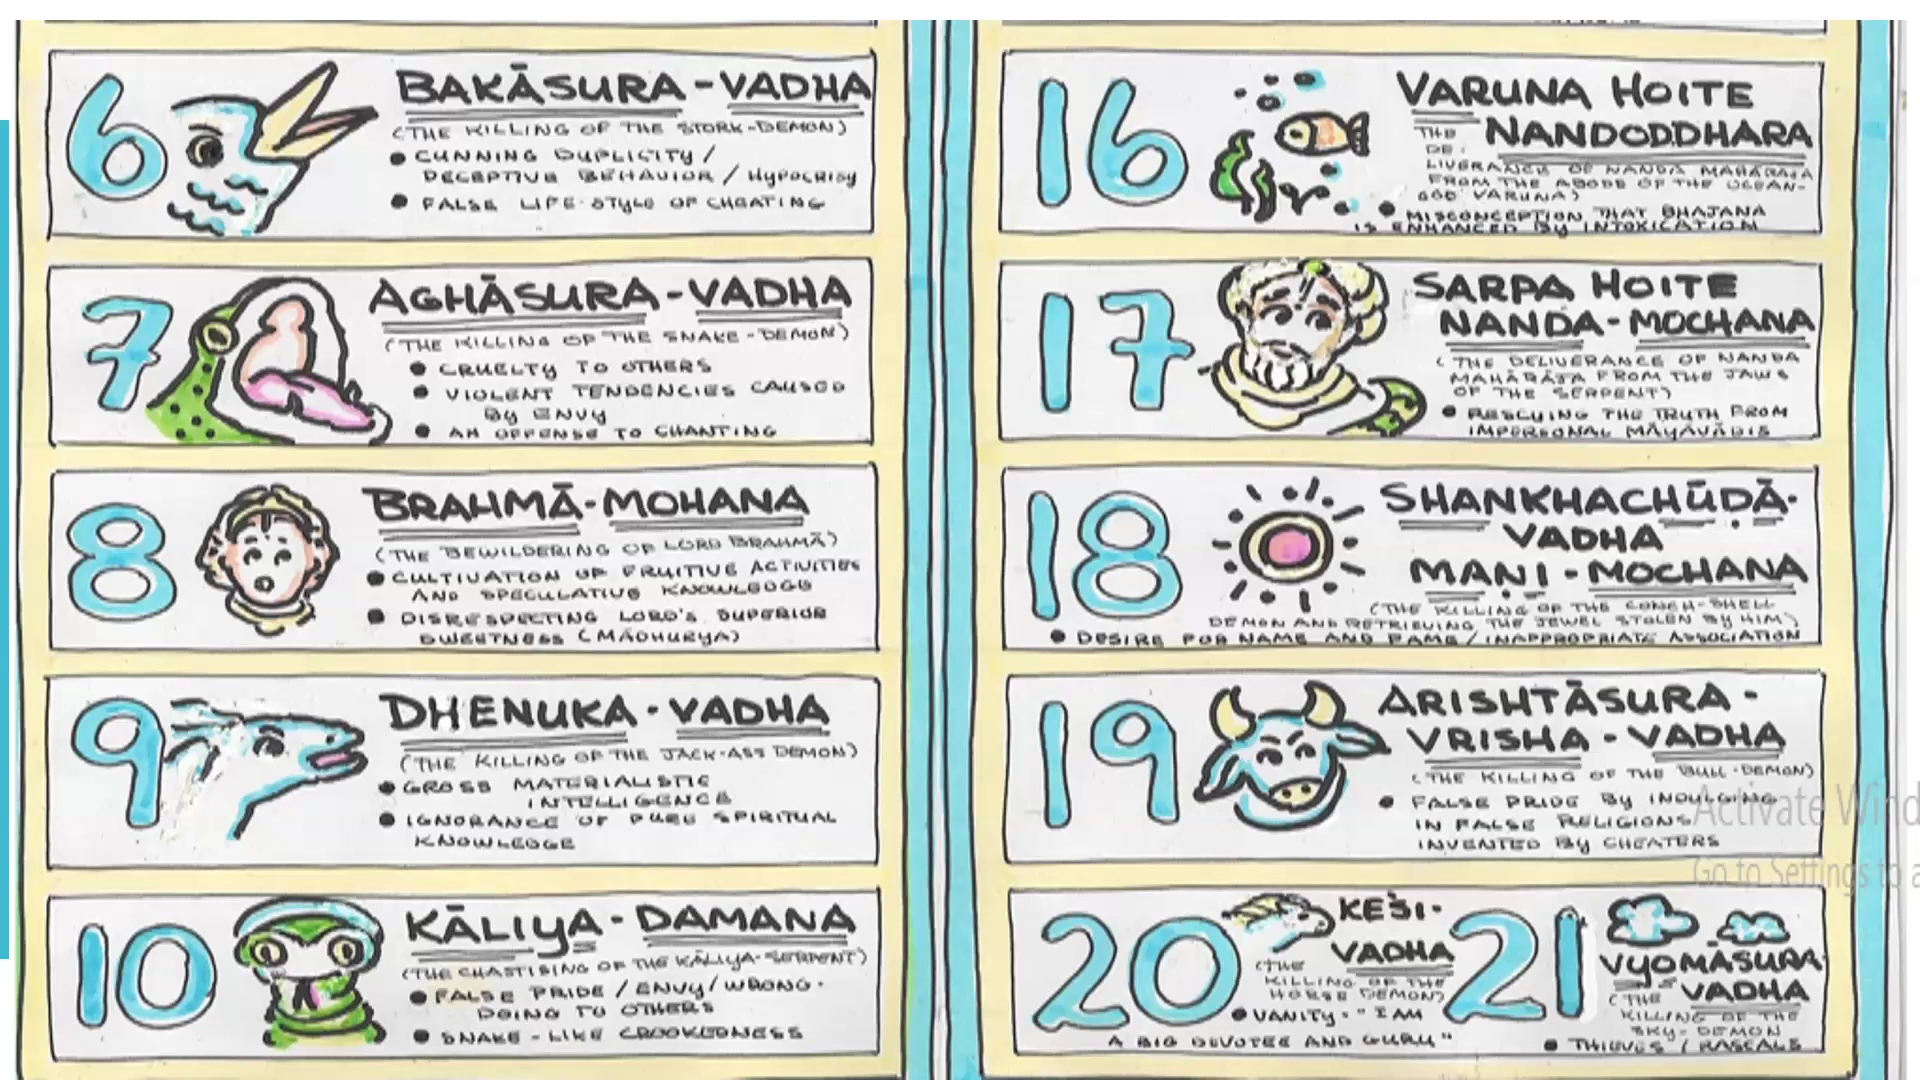 6
BAKĀSURA - VADHA
(THE KILLING OF THE STORK-DEMON)
● CUNNING DUPLICITY /
DECEPTIVE BEHAVIOR / HYPOCRISY
● FALSE LIFE-STYLE OF CHEATING
7
AGHĀSURA - VADHA
(THE KILLING OF THE SNAKE-DEMON)
● CRUELTY TO OTHERS
● VIOLENT TENDENCIES CAUSED
BY ENVY
● AN OFFENSE TO CHANTING
8
BRAHMĀ-MOHANA
(THE BEWILDERING OF LORD BRAHMĀ)
● CULTIVATION OF FRUITIVE ACTIVITIES
AND SPECULATIVE KNOWLEDGE
● DISRESPECTING LORD'S SUPERIOR
SWEETNESS (MĀDHURYA)
9
DHENUKA - VADHA
(THE KILLING OF THE JACK-ASS DEMON)
● GROSS MATERIALISTIC
INTELLIGENCE
● IGNORANCE OF PURE SPIRITUAL
KNOWLEDGE
10
KĀLIYA - DAMANA
(THE CHASTISING OF THE KĀLIYA-SERPENT)
● FALSE PRIDE / ENVY / WRONG-
DOING TO OTHERS
● SNAKE-LIKE CROOKEDNESS
16
VARUNA HOITE
NANDODDHARA
THE
DE-
LIVERANCE OF NANDA MAHĀRAJA
FROM THE ABODE OF THE OCEAN-
GOD VARUNA)
● MISCONCEPTION THAT BHAJANA
IS ENHANCED BY INTOXICATION
17
SARPA HOITE
NANDA - MOCHANA
(THE DELIVERANCE OF NANDA
MAHĀRĀJA FROM THE JAWS
OF THE SERPENT)
● RESCUING THE TRUTH FROM
IMPERSONAL MĀYĀVĀDIS
18
SHANKHACHŪḌĀ-
VADHA
MAṆI - MOCHANA
(THE KILLING OF THE CONCH-SHELL
DEMON AND RETRIEVING THE JEWEL STOLEN BY HIM)
● DESIRE FOR NAME AND FAME / INAPPROPRIATE ASSOCIATION
19
ARISHTĀSURA -
VRISHA - VADHA
(THE KILLING OF THE BULL-DEMON)
● FALSE PRIDE BY INDULGING
IN FALSE RELIGIONS
INVENTED BY CHEATERS
20
KEŚI-
VADHA
(THE
KILLING OF THE
HORSE DEMON)
● VANITY - "I AM
A BIG DEVOTEE AND GURU"
21
VYOMĀSURA
VADHA
(THE
KILLING OF THE
SKY-DEMON
● THIEVES / RASCALS
Activate Wind
Go to Settings to a